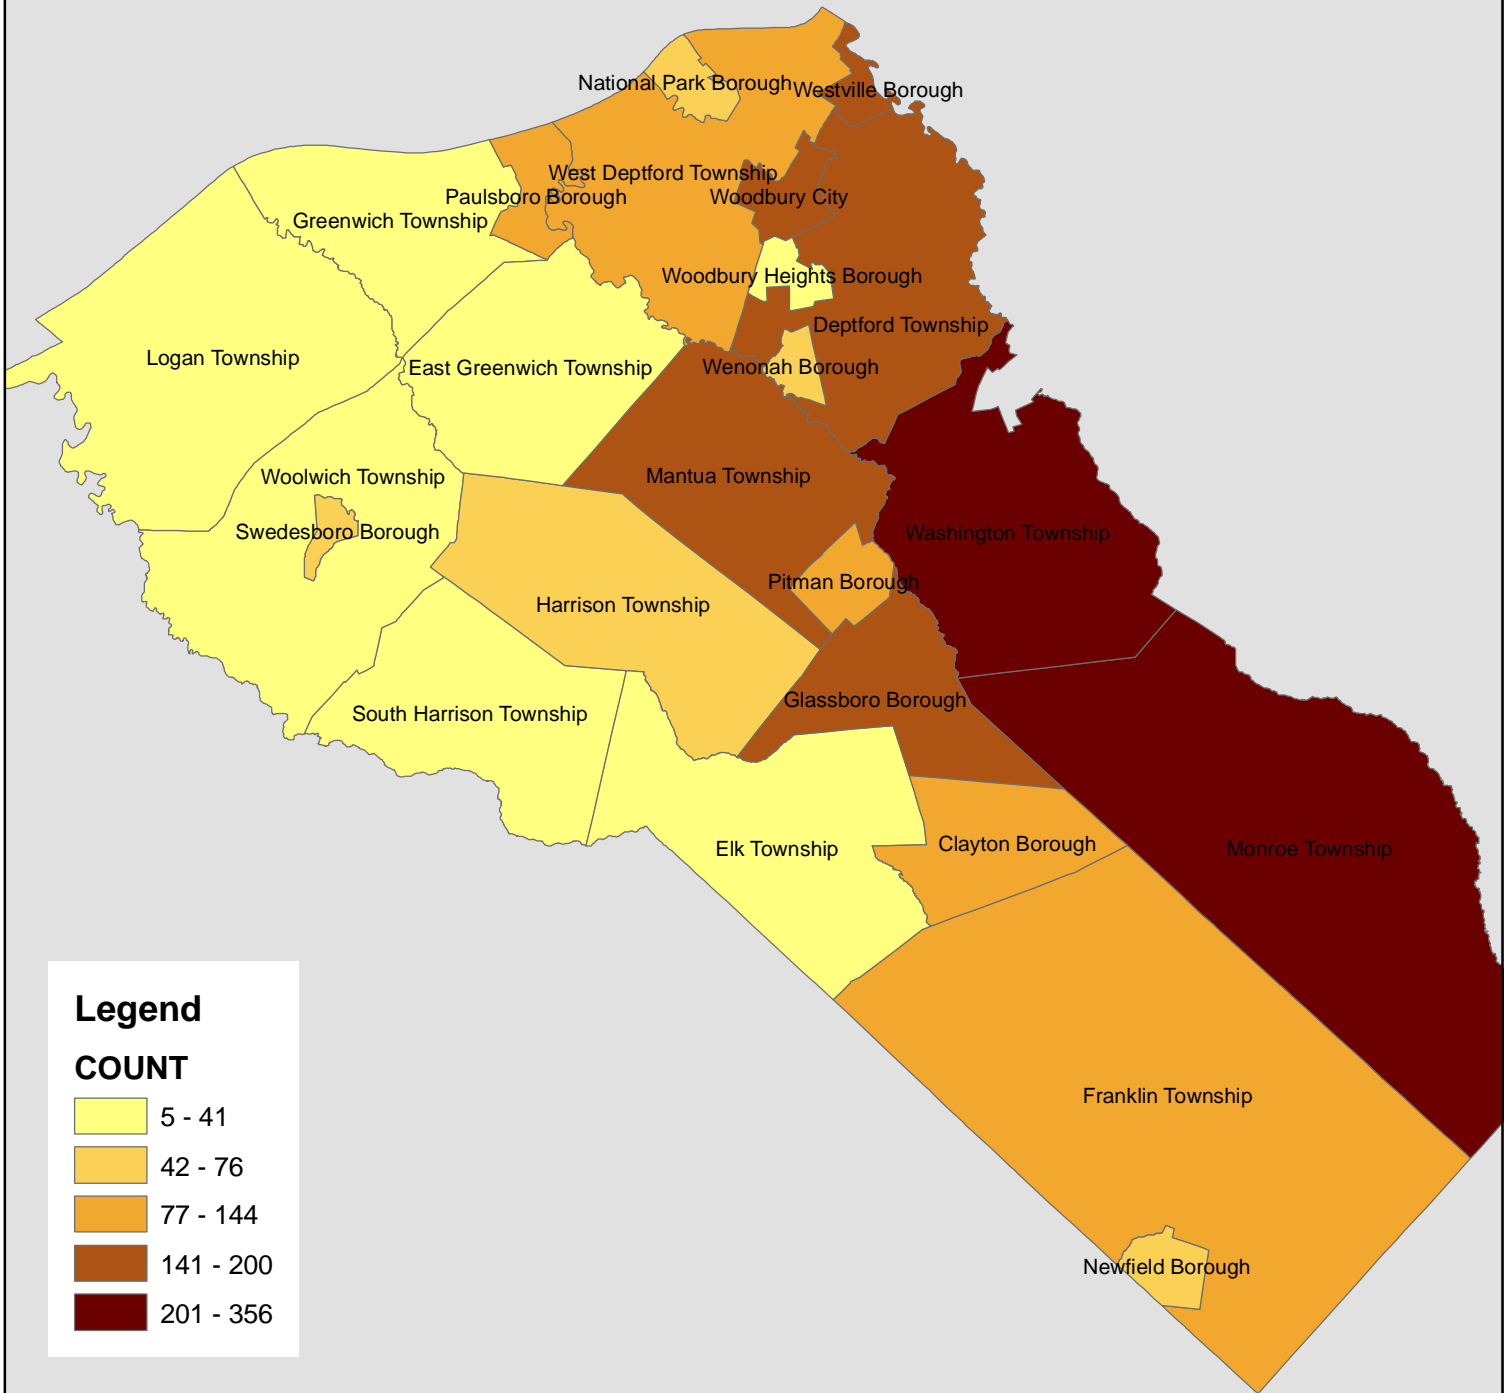 National Park Borough
Westville Borough
West Deptford Township
Paulsboro Borough
Woodbury City
Greenwich Township
Woodbury Heights Borough
Deptford Township
Logan Township
East Greenwich Township
Wenonah Borough
Woolwich Township
Mantua Township
Swedesboro Borough
Washington Township
Pitman Borough
Harrison Township
Glassboro Borough
South Harrison Township
Elk Township
Clayton Borough
Monroe Township
Franklin Township
Newfield Borough
Legend
COUNT
5 - 41
42 - 76
77 - 144
141 - 200
201 - 356